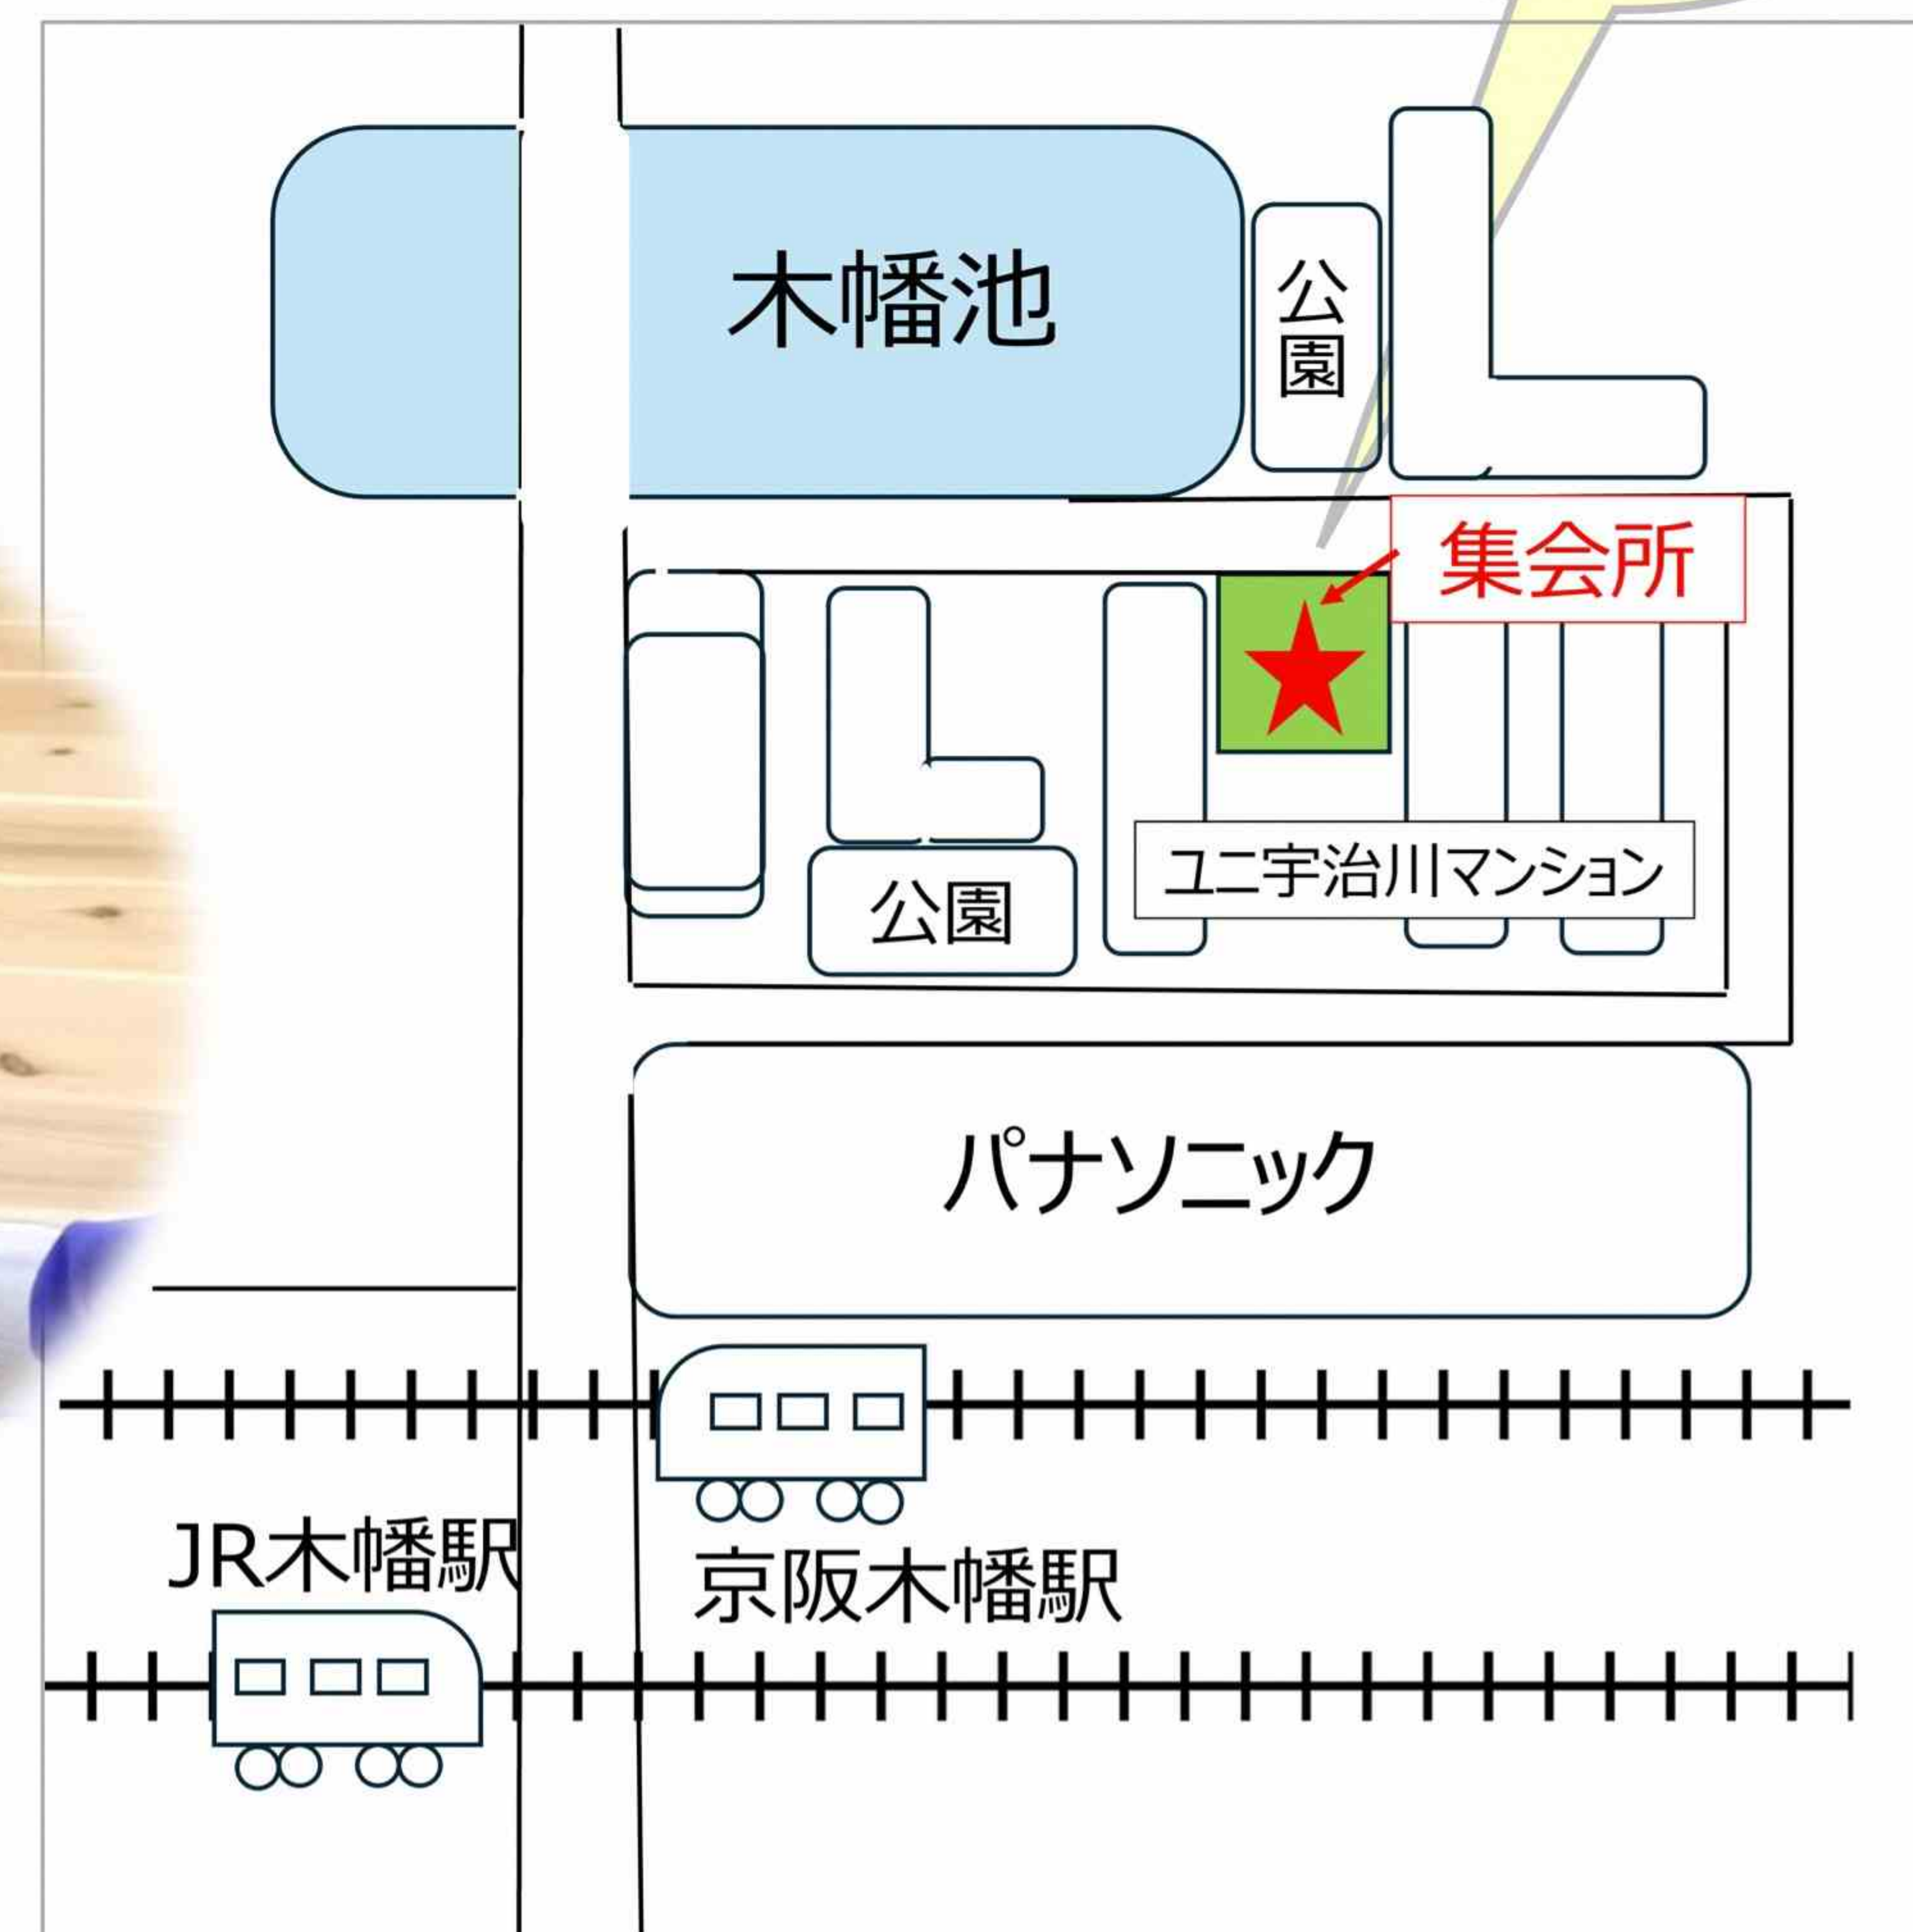 木幡池
公園
集会所
ユニ宇治川マンション
公園
パナソニック
JR木幡駅
京阪木幡駅